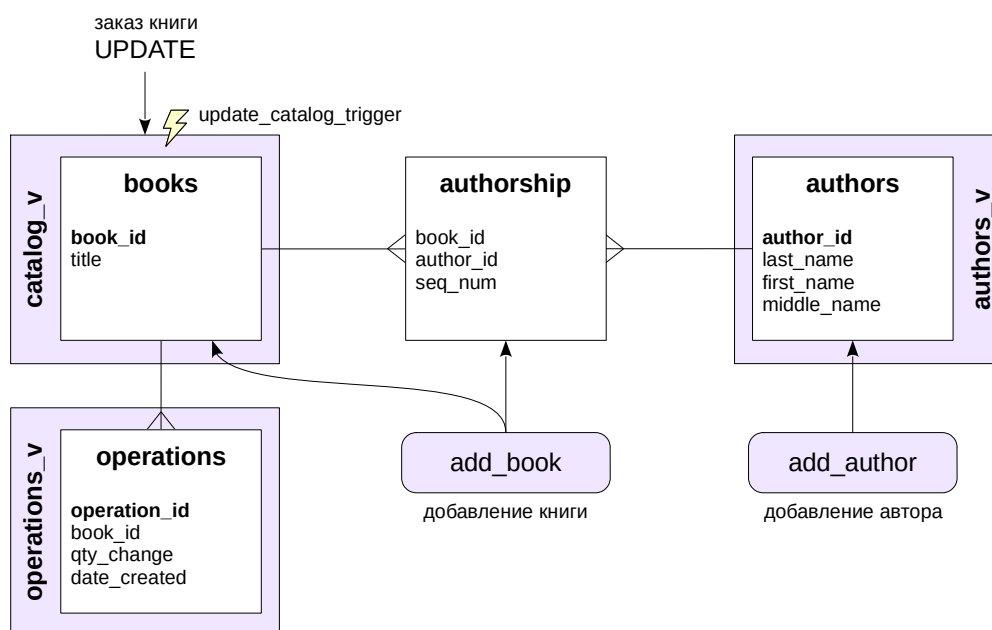 заказ книги
UPDATE
update_catalog_trigger
catalog_v
books
book_id
title
authorship
book_id
author_id
seq_num
authors
author_id
last_name
first_name
middle_name
authors_v
operations_v
operations
operation_id
book_id
qty_change
date_created
add_book
добавление книги
add_author
добавление автора